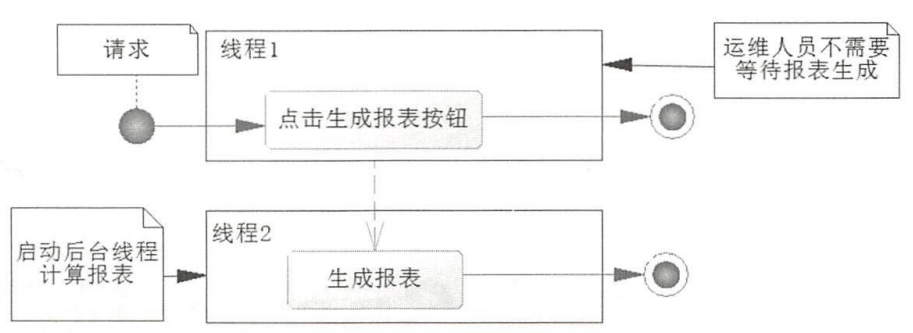 请求
线程1
运维人员不需要
等待报表生成
点击生成报表按钮
启动后台线程
计算报表
线程2
生成报表